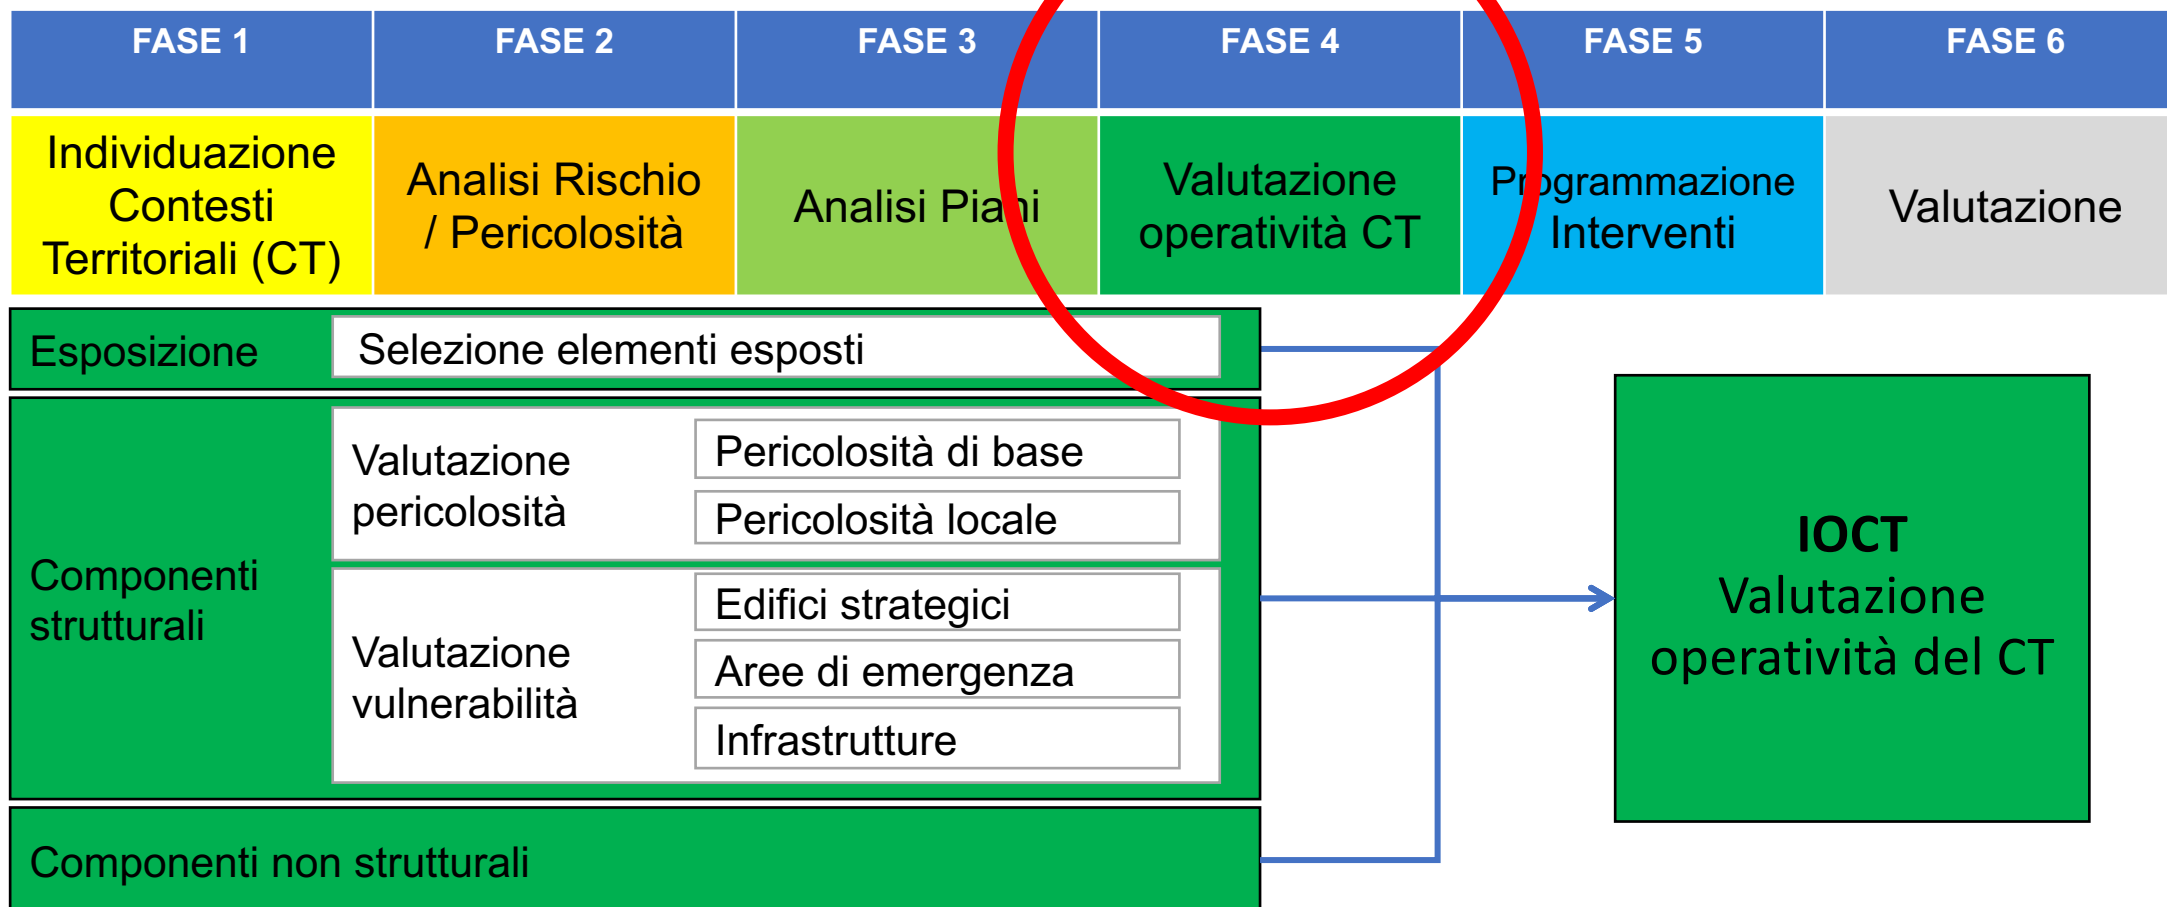 FASE 1
FASE 2
FASE 3
FASE 4
FASE 5
FASE 6
Individuazione
Contesti
Territoriali (CT)
Analisi Rischio
/ Pericolosità
Analisi Piani
Valutazione
operatività CT
Programmazione
Interventi
Valutazione
Esposizione
Selezione elementi esposti
Componenti
strutturali
Valutazione
pericolosità
Pericolosità di base
Pericolosità locale
Valutazione
vulnerabilità
Edifici strategici
Aree di emergenza
Infrastrutture
Componenti non strutturali
IOCT
Valutazione
operatività del CT